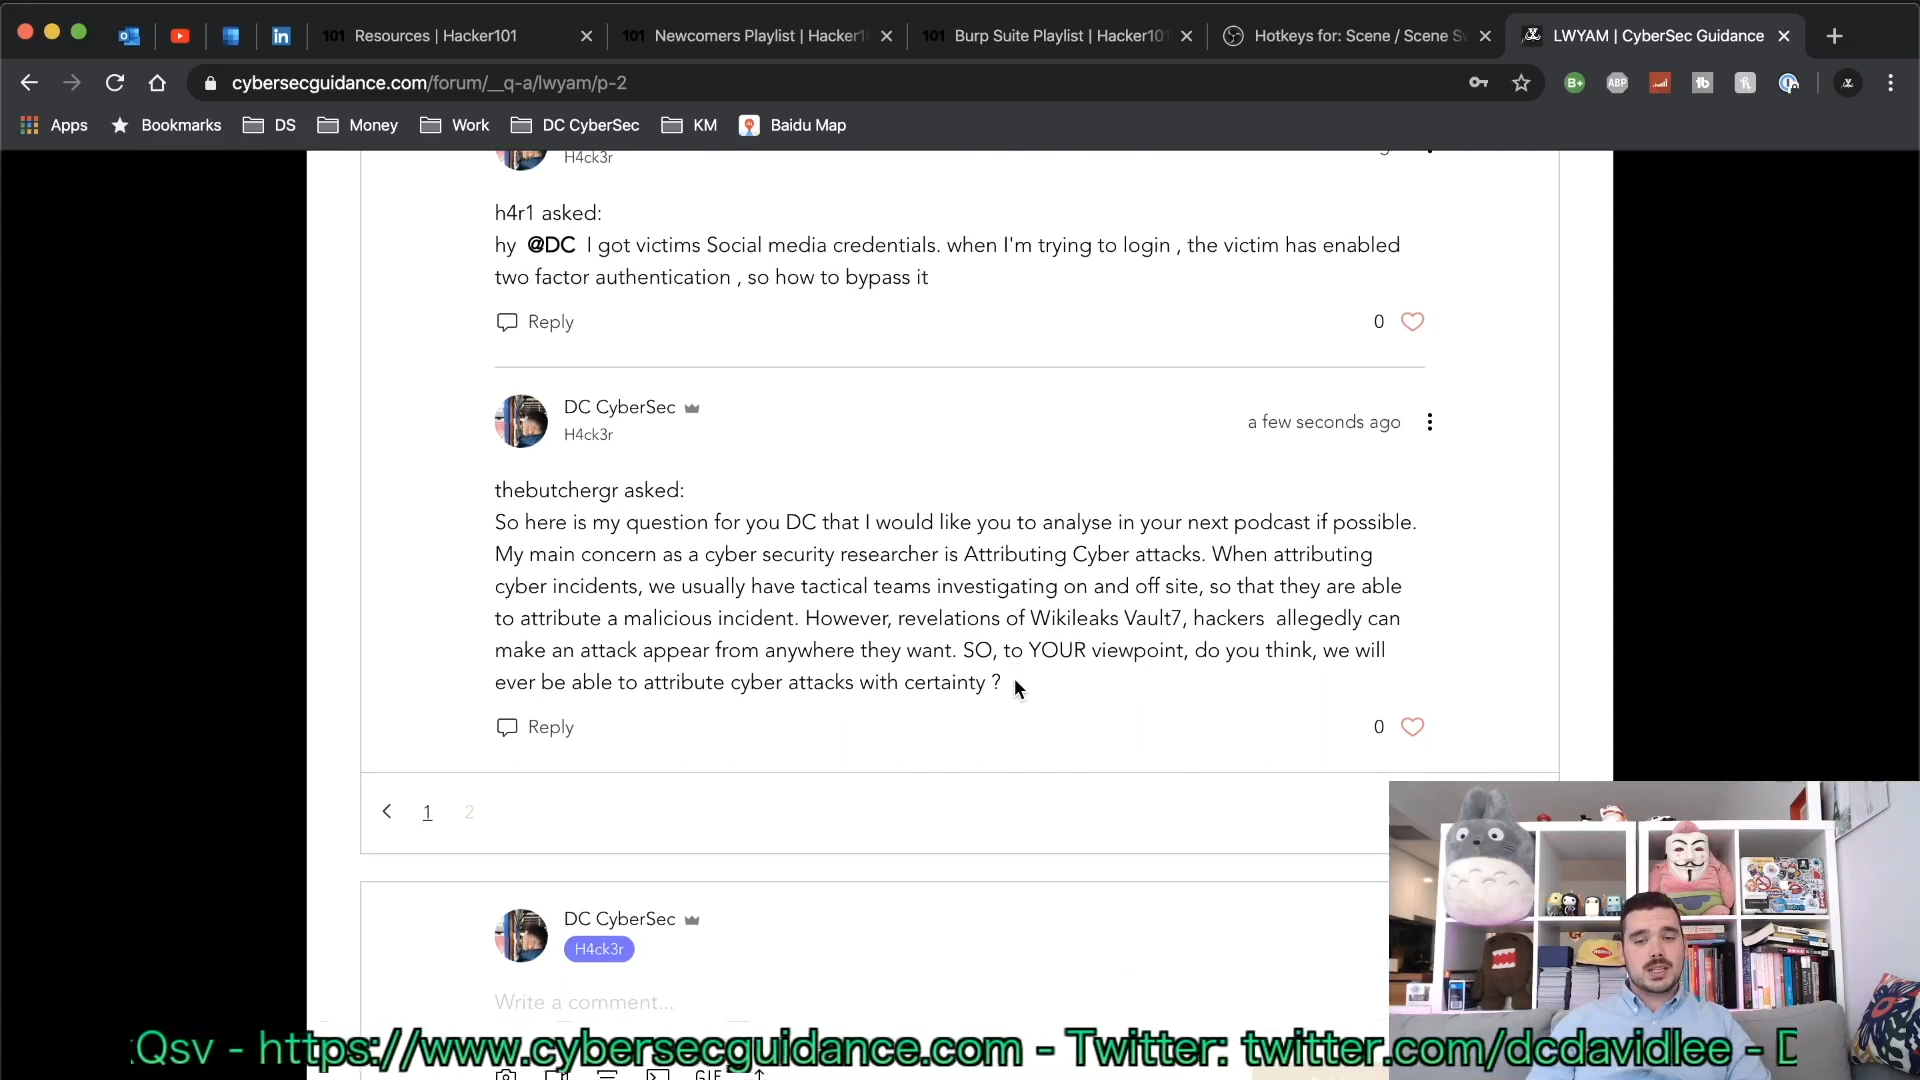 101 Resources | Hacker101
101 Newcomers Playlist | Hacker1
101 Burp Suite Playlist | Hacker101
Hotkeys for: Scene / Scene Sw
LWYAM | CyberSec Guidance
cybersecguidance.com/forum/__q-a/lwyam/p-2
Apps
Bookmarks
DS
Money
Work
DC CyberSec
KM
Baidu Map
H4ck3r
h4r1 asked:
hy @DC I got victims Social media credentials. when I'm trying to login , the victim has enabled
two factor authentication , so how to bypass it
Reply
0
DC CyberSec
H4ck3r
a few seconds ago
thebutchergr asked:
So here is my question for you DC that I would like you to analyse in your next podcast if possible.
My main concern as a cyber security researcher is Attributing Cyber attacks. When attributing
cyber incidents, we usually have tactical teams investigating on and off site, so that they are able
to attribute a malicious incident. However, revelations of Wikileaks Vault7, hackers allegedly can
make an attack appear from anywhere they want. SO, to YOUR viewpoint, do you think, we will
ever be able to attribute cyber attacks with certainty ?
Reply
0
1 2
DC CyberSec
H4ck3r
Write a comment...
Qsv - https://www.cybersecguidance.com - Twitter: twitter.com/dcdavidlee - D
GIF